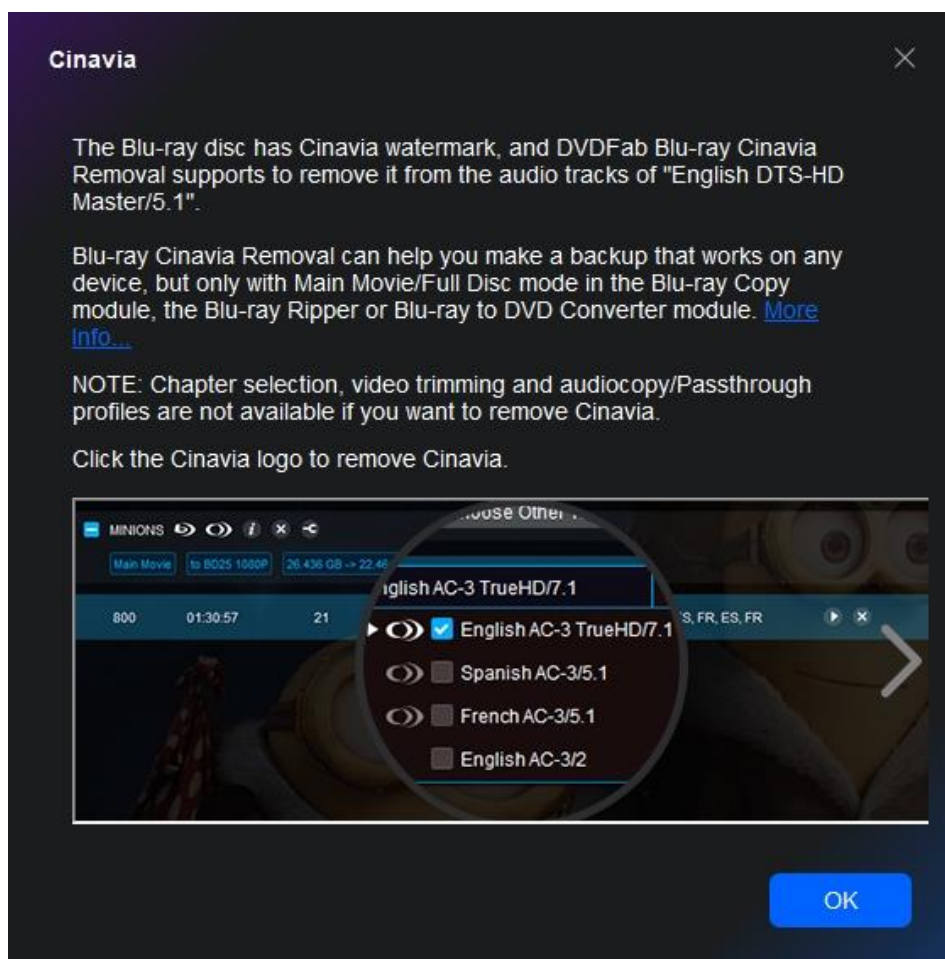 Cinavia
The Blu-ray disc has Cinavia watermark, and DVDFab Blu-ray Cinavia
Removal supports to remove it from the audio tracks of "English DTS-HD
Master/5.1".
Blu-ray Cinavia Removal can help you make a backup that works on any
device, but only with Main Movie/Full Disc mode in the Blu-ray Copy
module, the Blu-ray Ripper or Blu-ray to DVD Converter module. More
Info...
NOTE: Chapter selection, video trimming and audiocopy/Passthrough
profiles are not available if you want to remove Cinavia.
Click the Cinavia logo to remove Cinavia.
MINIONS
Main Movie to BD25 1080P 26.436 GB -> 22.46
Other
nglish AC-3 TrueHD/7.1
800 01:30:57 21
English AC-3 TrueHD/7.1
S, FR, ES, FR
Spanish AC-3/5.1
French AC-3/5.1
English AC-3/2
OK